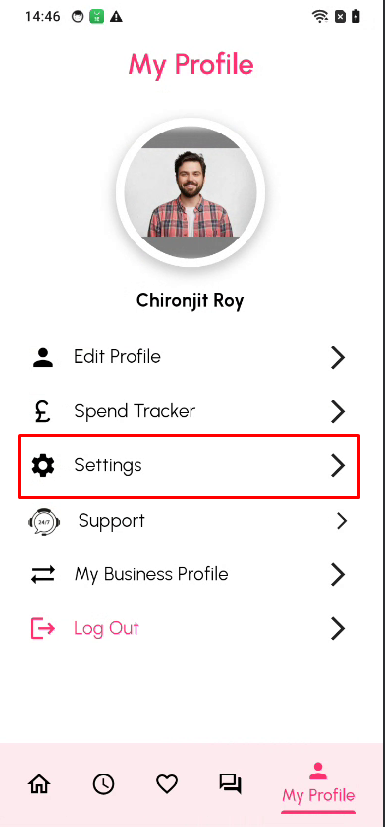 14:46
My Profile
Chironjit Roy
Edit Profile
Spend Tracker
Settings
24/7
Support
My Business Profile
Log Out
My Profile